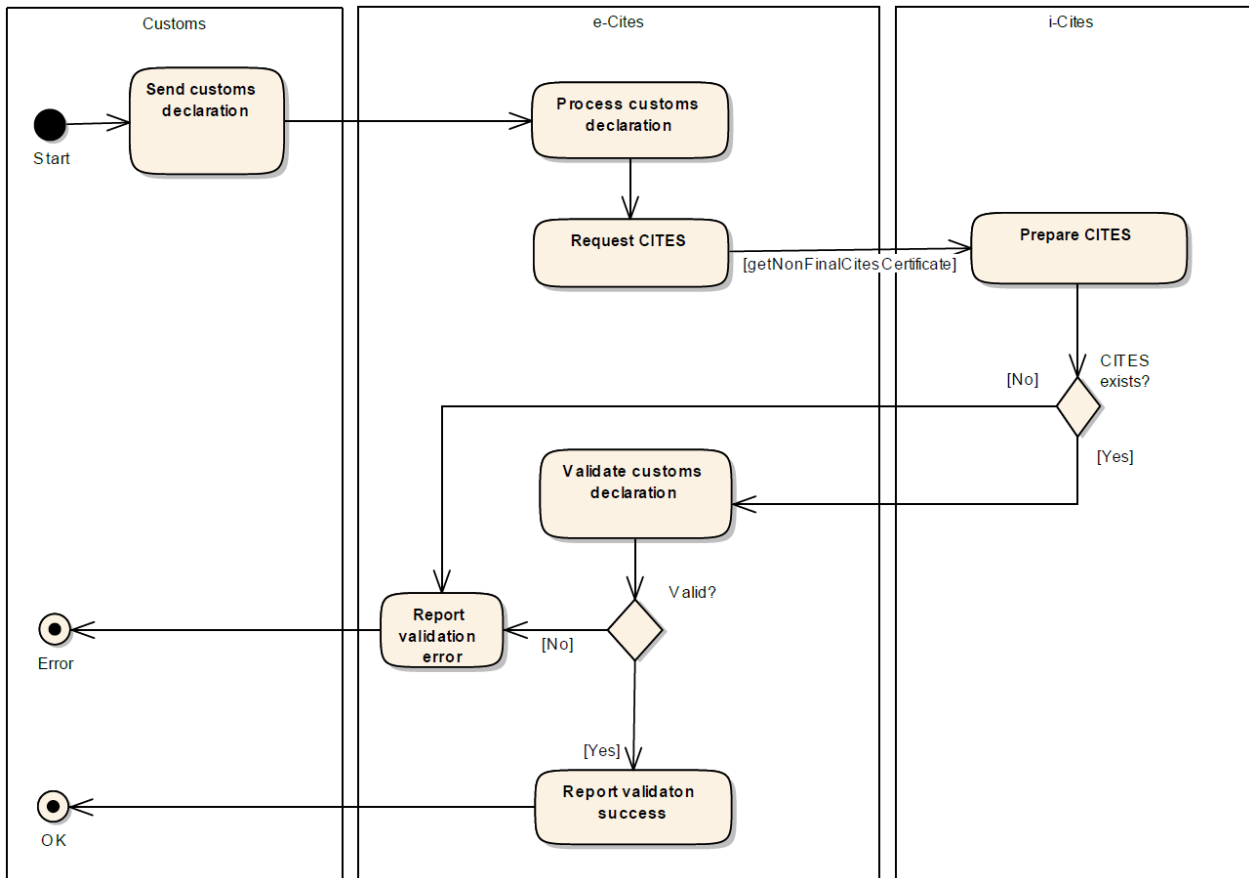 Customs
e-Cites
i-Cites
Send customs
declaration
Process customs
declaration
Start
Request CITES
Prepare CITES
[getNonFinalCitesCertificate]
CITES
exists?
[No]
[Yes]
Validate customs
declaration
Valid?
Report
validation
error
[No]
Error
[Yes]
Report validaton
success
OK